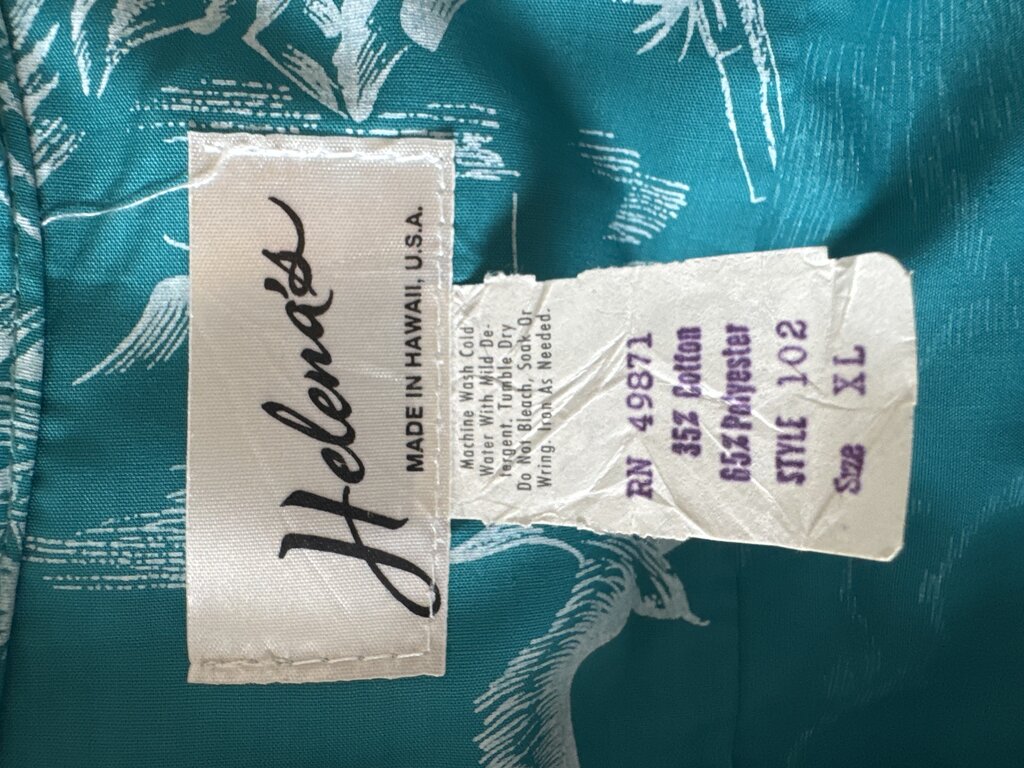 Helena's
MADE IN HAWAII, U.S.A.
Machine Wash Cold
Water With Mild De-
tergent. Tumble Dry
Do Not Bleach, Soak Or
Wring. Iron As Needed.
RN 49871
35% Cotton
65% Polyester
STYLE 102
Size XL